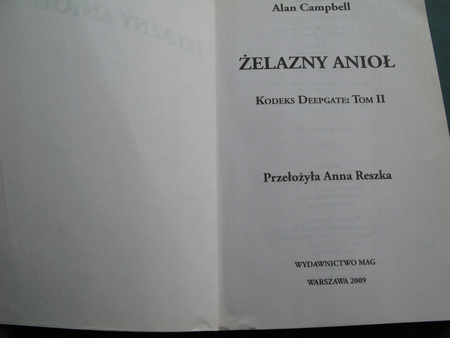 Alan Campbell
ŻELAZNY ANIOŁ
KODEKS DEEPGATE: TOM II
Przełożyła Anna Reszka
WYDAWNICTWO MAG
WARSZAWA 2009